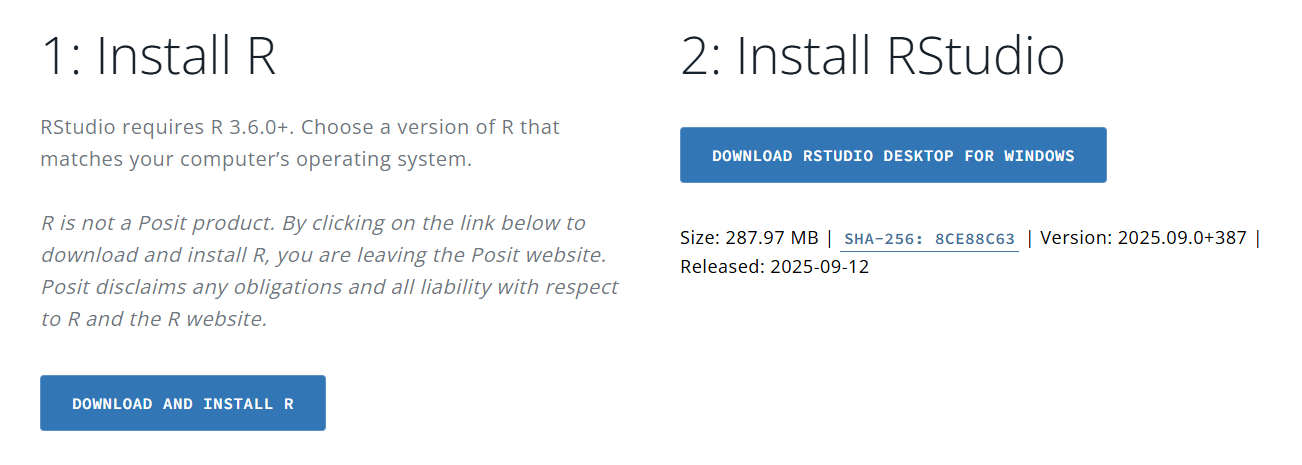 1: Install R
RStudio requires R 3.6.0+. Choose a version of R that
matches your computer’s operating system.
R is not a Posit product. By clicking on the link below to
download and install R, you are leaving the Posit website.
Posit disclaims any obligations and all liability with respect
to R and the R website.
DOWNLOAD AND INSTALL R
2: Install RStudio
DOWNLOAD RSTUDIO DESKTOP FOR WINDOWS
Size: 287.97 MB | SHA-256: 8CE88C63 | Version: 2025.09.0+387 |
Released: 2025-09-12